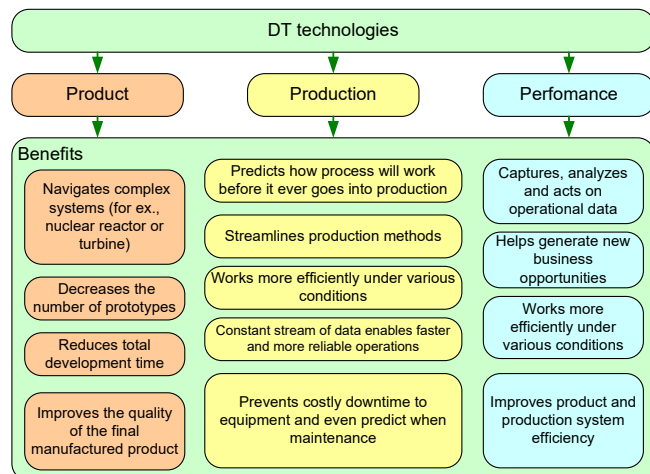 DT technologies
Product
Production
Perfomance
Benefits
Navigates complex
systems (for ex.,
nuclear reactor or
turbine)
Decreases the
number of prototypes
Reduces total
development time
Improves the quality
of the final
manufactured product
Predicts how process will work
before it ever goes into production
Streamlines production methods
Works more efficiently under various
conditions
Constant stream of data enables faster
and more reliable operations
Prevents costly downtime to
equipment and even predict when
maintenance
Captures, analyzes
and acts on
operational data
Helps generate new
business
opportunities
Works more
efficiently under
various conditions
Improves product and
production system
efficiency